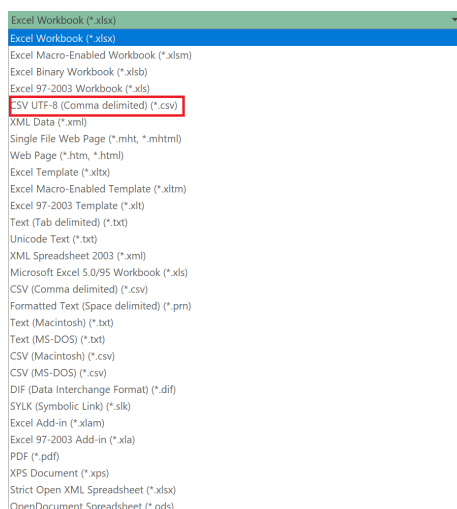 Excel Workbook (*.xlsx)
Excel Workbook (*.xlsx)
Excel Macro-Enabled Workbook (*.xlsm)
Excel Binary Workbook (*.xlsb)
Excel 97-2003 Workbook (*.xls)
CSV UTF-8 (Comma delimited) (*.csv)
XML Data (*.xml)
Single File Web Page (*.mht, *.mhtml)
Web Page (*.htm, *.html)
Excel Template (*.xltx)
Excel Macro-Enabled Template (*.xltm)
Excel 97-2003 Template (*.xlt)
Text (Tab delimited) (*.txt)
Unicode Text (*.txt)
XML Spreadsheet 2003 (*.xml)
Microsoft Excel 5.0/95 Workbook (*.xls)
CSV (Comma delimited) (*.csv)
Formatted Text (Space delimited) (*.prn)
Text (Macintosh) (*.txt)
Text (MS-DOS) (*.txt)
CSV (Macintosh) (*.csv)
CSV (MS-DOS) (*.csv)
DIF (Data Interchange Format) (*.dif)
SYLK (Symbolic Link) (*.slk)
Excel Add-in (*.xlam)
Excel 97-2003 Add-in (*.xla)
PDF (*.pdf)
XPS Document (*.xps)
Strict Open XML Spreadsheet (*.xlsx)
OpenDocument Spreadsheet (*.ods)